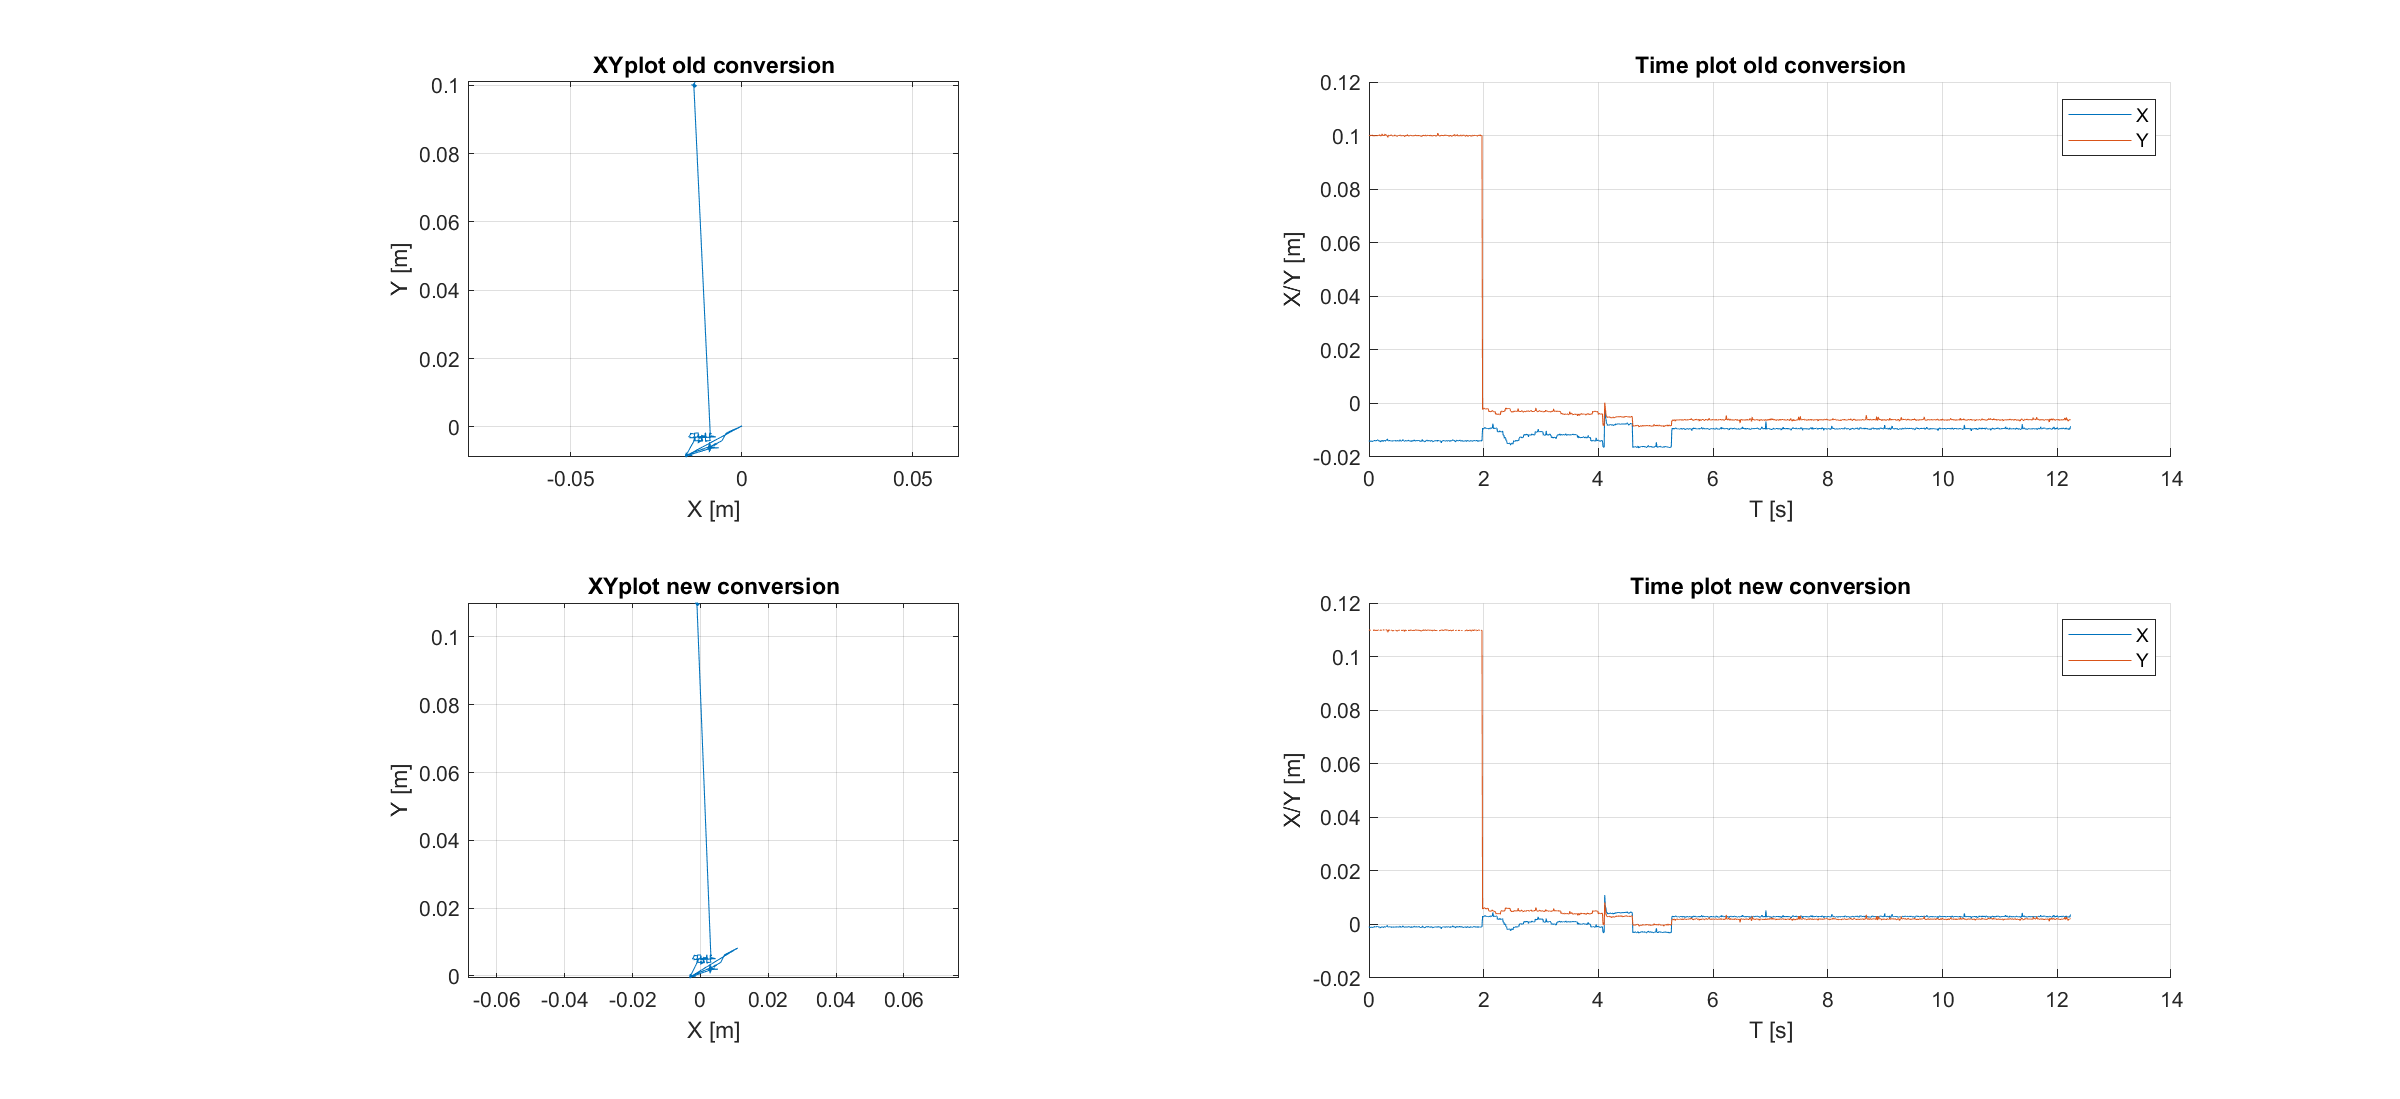 XYplot old conversion
0.1
0.08
0.06
0.04
0.02
0
Y [m]
-0.05 0 0.05
X [m]
Time plot old conversion
0.12
0.1
0.08
0.06
0.04
0.02
0
-0.02
X/Y [m]
0 2 4 6 8 10 12 14
T [s]
X
Y
XYplot new conversion
0.1
0.08
0.06
0.04
0.02
0
Y [m]
-0.06 -0.04 -0.02 0 0.02 0.04 0.06
X [m]
Time plot new conversion
0.12
0.1
0.08
0.06
0.04
0.02
0
-0.02
X/Y [m]
0 2 4 6 8 10 12 14
T [s]
X
Y